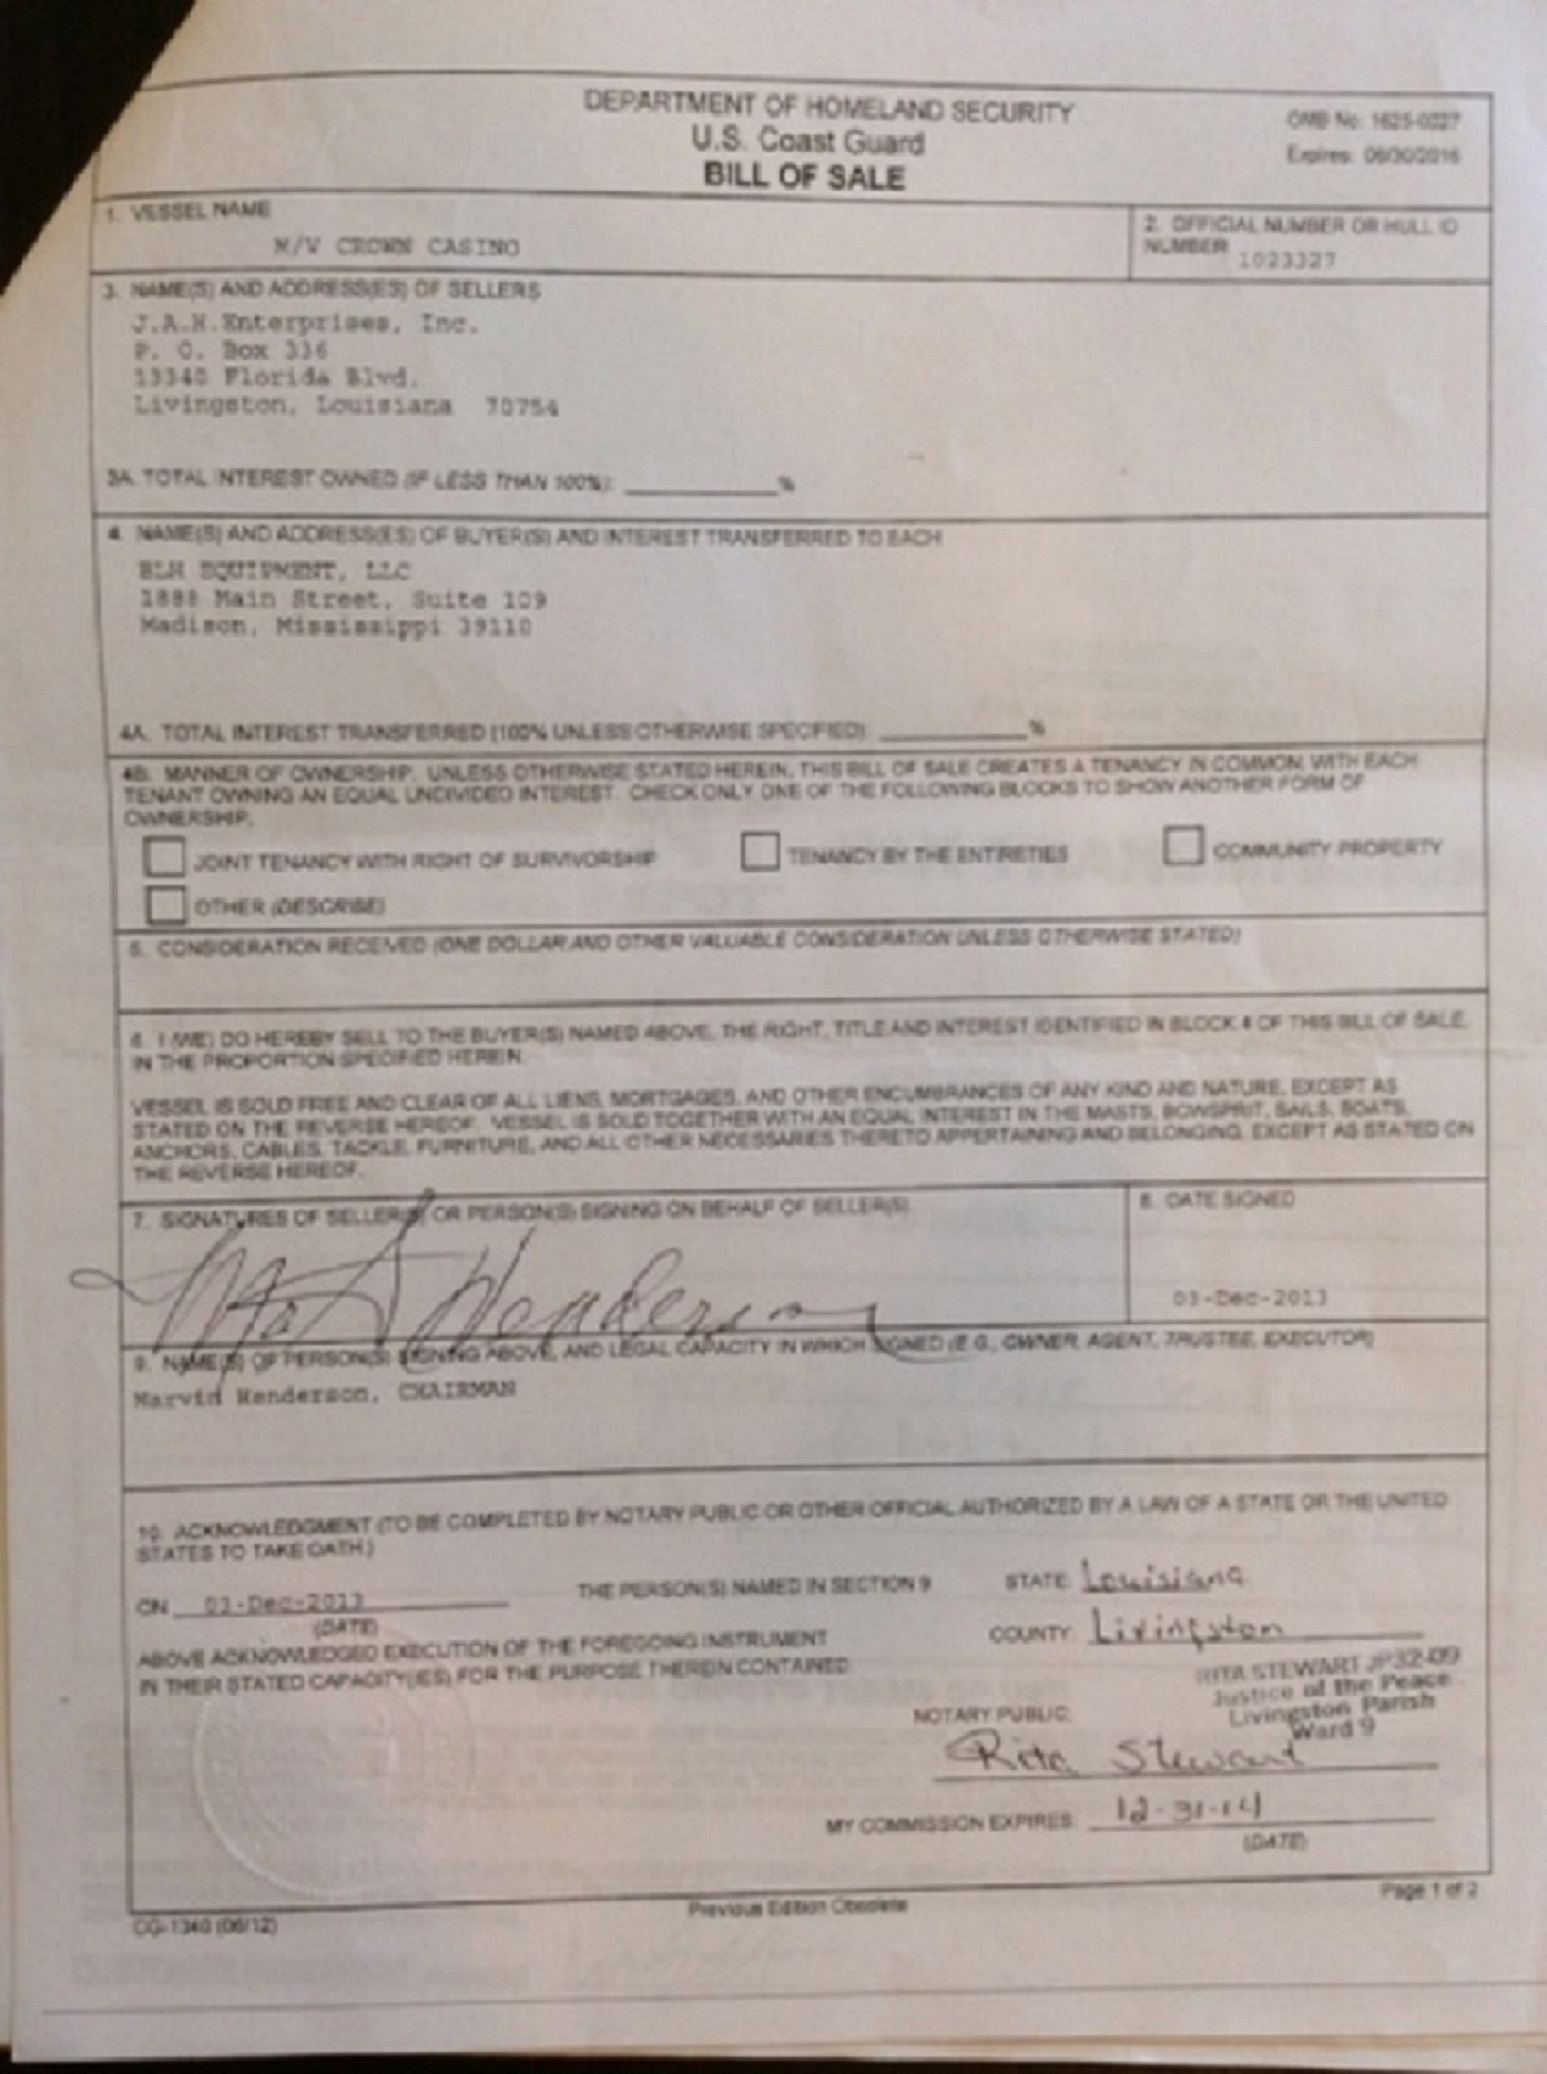 DEPARTMENT OF HOMELAND SECURITY
U.S. Coast Guard
BILL OF SALE
OMB No: 1625-0027
Expires: 06/30/2016
1. VESSEL NAME
M/V CROWN CASINO
2. OFFICIAL NUMBER OR HULL ID
NUMBER 1023327
3. NAME(S) AND ADDRESS(ES) OF SELLERS
J.A.H. Enterprises, Inc.
P. O. Box 336
13340 Florida Blvd.
Livingston, Louisiana 70754
3A. TOTAL INTEREST OWNED (IF LESS THAN 100%): %
4. NAME(S) AND ADDRESS(ES) OF BUYER(S) AND INTEREST TRANSFERRED TO EACH
BLH EQUIPMENT, LLC
1888 Main Street, Suite 109
Madison, Mississippi 39110
4A. TOTAL INTEREST TRANSFERRED (100% UNLESS OTHERWISE SPECIFIED): %
4B. MANNER OF OWNERSHIP. UNLESS OTHERWISE STATED HEREIN, THIS BILL OF SALE CREATES A TENANCY IN COMMON, WITH EACH
TENANT OWNING AN EQUAL UNDIVIDED INTEREST. CHECK ONLY ONE OF THE FOLLOWING BLOCKS TO SHOW ANOTHER FORM OF
OWNERSHIP.
JOINT TENANCY WITH RIGHT OF SURVIVORSHIP TENANCY BY THE ENTIRETIES COMMUNITY PROPERTY
OTHER (DESCRIBE)
5. CONSIDERATION RECEIVED (ONE DOLLAR AND OTHER VALUABLE CONSIDERATION UNLESS OTHERWISE STATED)
6. I (WE) DO HEREBY SELL TO THE BUYER(S) NAMED ABOVE, THE RIGHT, TITLE AND INTEREST IDENTIFIED IN BLOCK 4 OF THIS BILL OF SALE,
IN THE PROPORTION SPECIFIED HEREIN.
VESSEL IS SOLD FREE AND CLEAR OF ALL LIENS, MORTGAGES, AND OTHER ENCUMBRANCES OF ANY KIND AND NATURE, EXCEPT AS
STATED ON THE REVERSE HEREOF. VESSEL IS SOLD TOGETHER WITH AN EQUAL INTEREST IN THE MASTS, BOWSPRIT, SAILS, BOATS,
ANCHORS, CABLES, TACKLE, FURNITURE, AND ALL OTHER NECESSARIES THERETO APPERTAINING AND BELONGING, EXCEPT AS STATED ON
THE REVERSE HEREOF.
7. SIGNATURES OF SELLER(S) OR PERSON(S) SIGNING ON BEHALF OF SELLER(S).
Henderson
8. DATE SIGNED
03-Dec-2013
9. NAME(S) OF PERSON(S) SIGNING ABOVE, AND LEGAL CAPACITY IN WHICH SIGNED (E.G., OWNER, AGENT, TRUSTEE, EXECUTOR)
Marvin Henderson, CHAIRMAN
10. ACKNOWLEDGMENT (TO BE COMPLETED BY NOTARY PUBLIC OR OTHER OFFICIAL AUTHORIZED BY A LAW OF A STATE OR THE UNITED
STATES TO TAKE OATH.)
ON 03-Dec-2013 THE PERSON(S) NAMED IN SECTION 9 STATE: Louisiana
(DATE)
COUNTY: Livingston
ABOVE ACKNOWLEDGED EXECUTION OF THE FOREGOING INSTRUMENT
IN THEIR STATED CAPACITY(IES) FOR THE PURPOSE THEREIN CONTAINED.
RITA STEWART JP32-09
Justice of the Peace
Livingston Parish
Ward 9
NOTARY PUBLIC:
Rita Stewart
MY COMMISSION EXPIRES: 12-31-14
(DATE)
CG-1340 (06/12)
Previous Edition Obsolete
Page 1 of 2